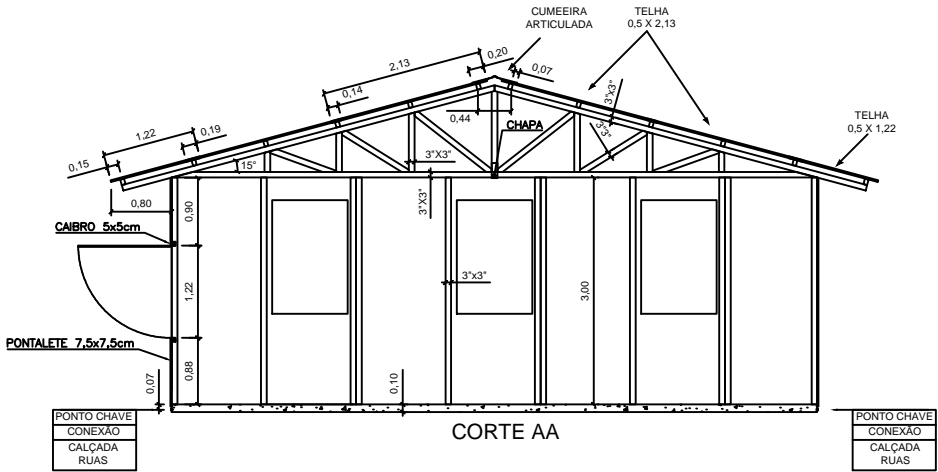 CUMEEIRA
ARTICULADA
TELHA
0,5 X 2,13
2,13
0,20
0,07
0,14
3"x3"
0,44
CHAPA
TELHA
0,5 X 1,22
1,22
0,19
0,15
15°
3"X3"
3"3"
0,80
0,90
3"X3"
CAIBRO 5x5cm
3"x3"
1,22
3,00
PONTALETE 7,5x7,5cm
0,88
0,07
0,10
PONTO CHAVE
CONEXÃO
CALÇADA
RUAS
CORTE AA
PONTO CHAVE
CONEXÃO
CALÇADA
RUAS